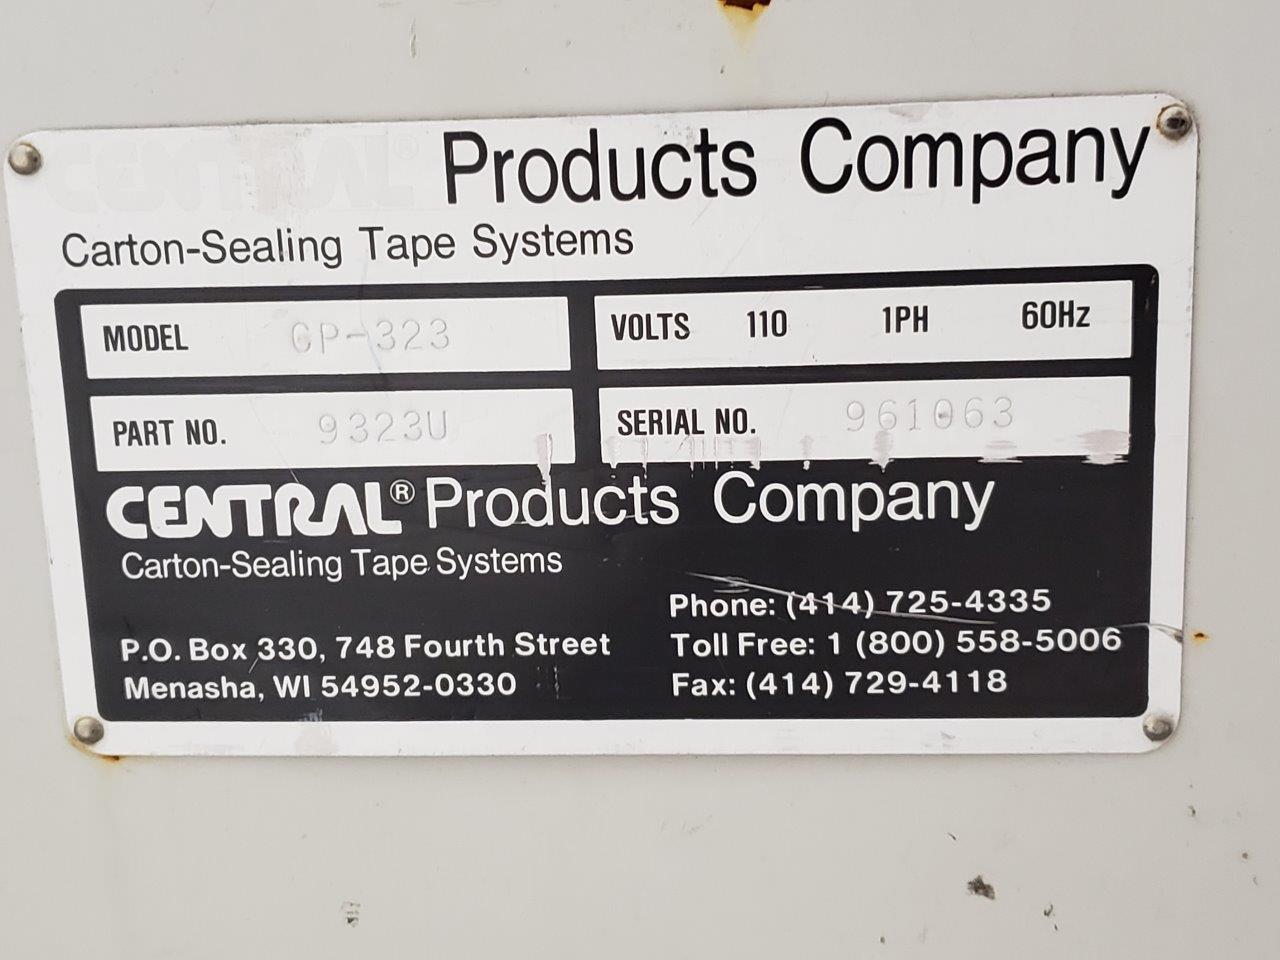 CENTRAL® Products Company
Carton-Sealing Tape Systems
MODEL CP-323
VOLTS 110 1PH 60Hz
PART NO. 9323U
SERIAL NO. 961063
CENTRAL® Products Company
Carton-Sealing Tape Systems
P.O. Box 330, 748 Fourth Street
Menasha, WI 54952-0330
Phone: (414) 725-4335
Toll Free: 1 (800) 558-5006
Fax: (414) 729-4118